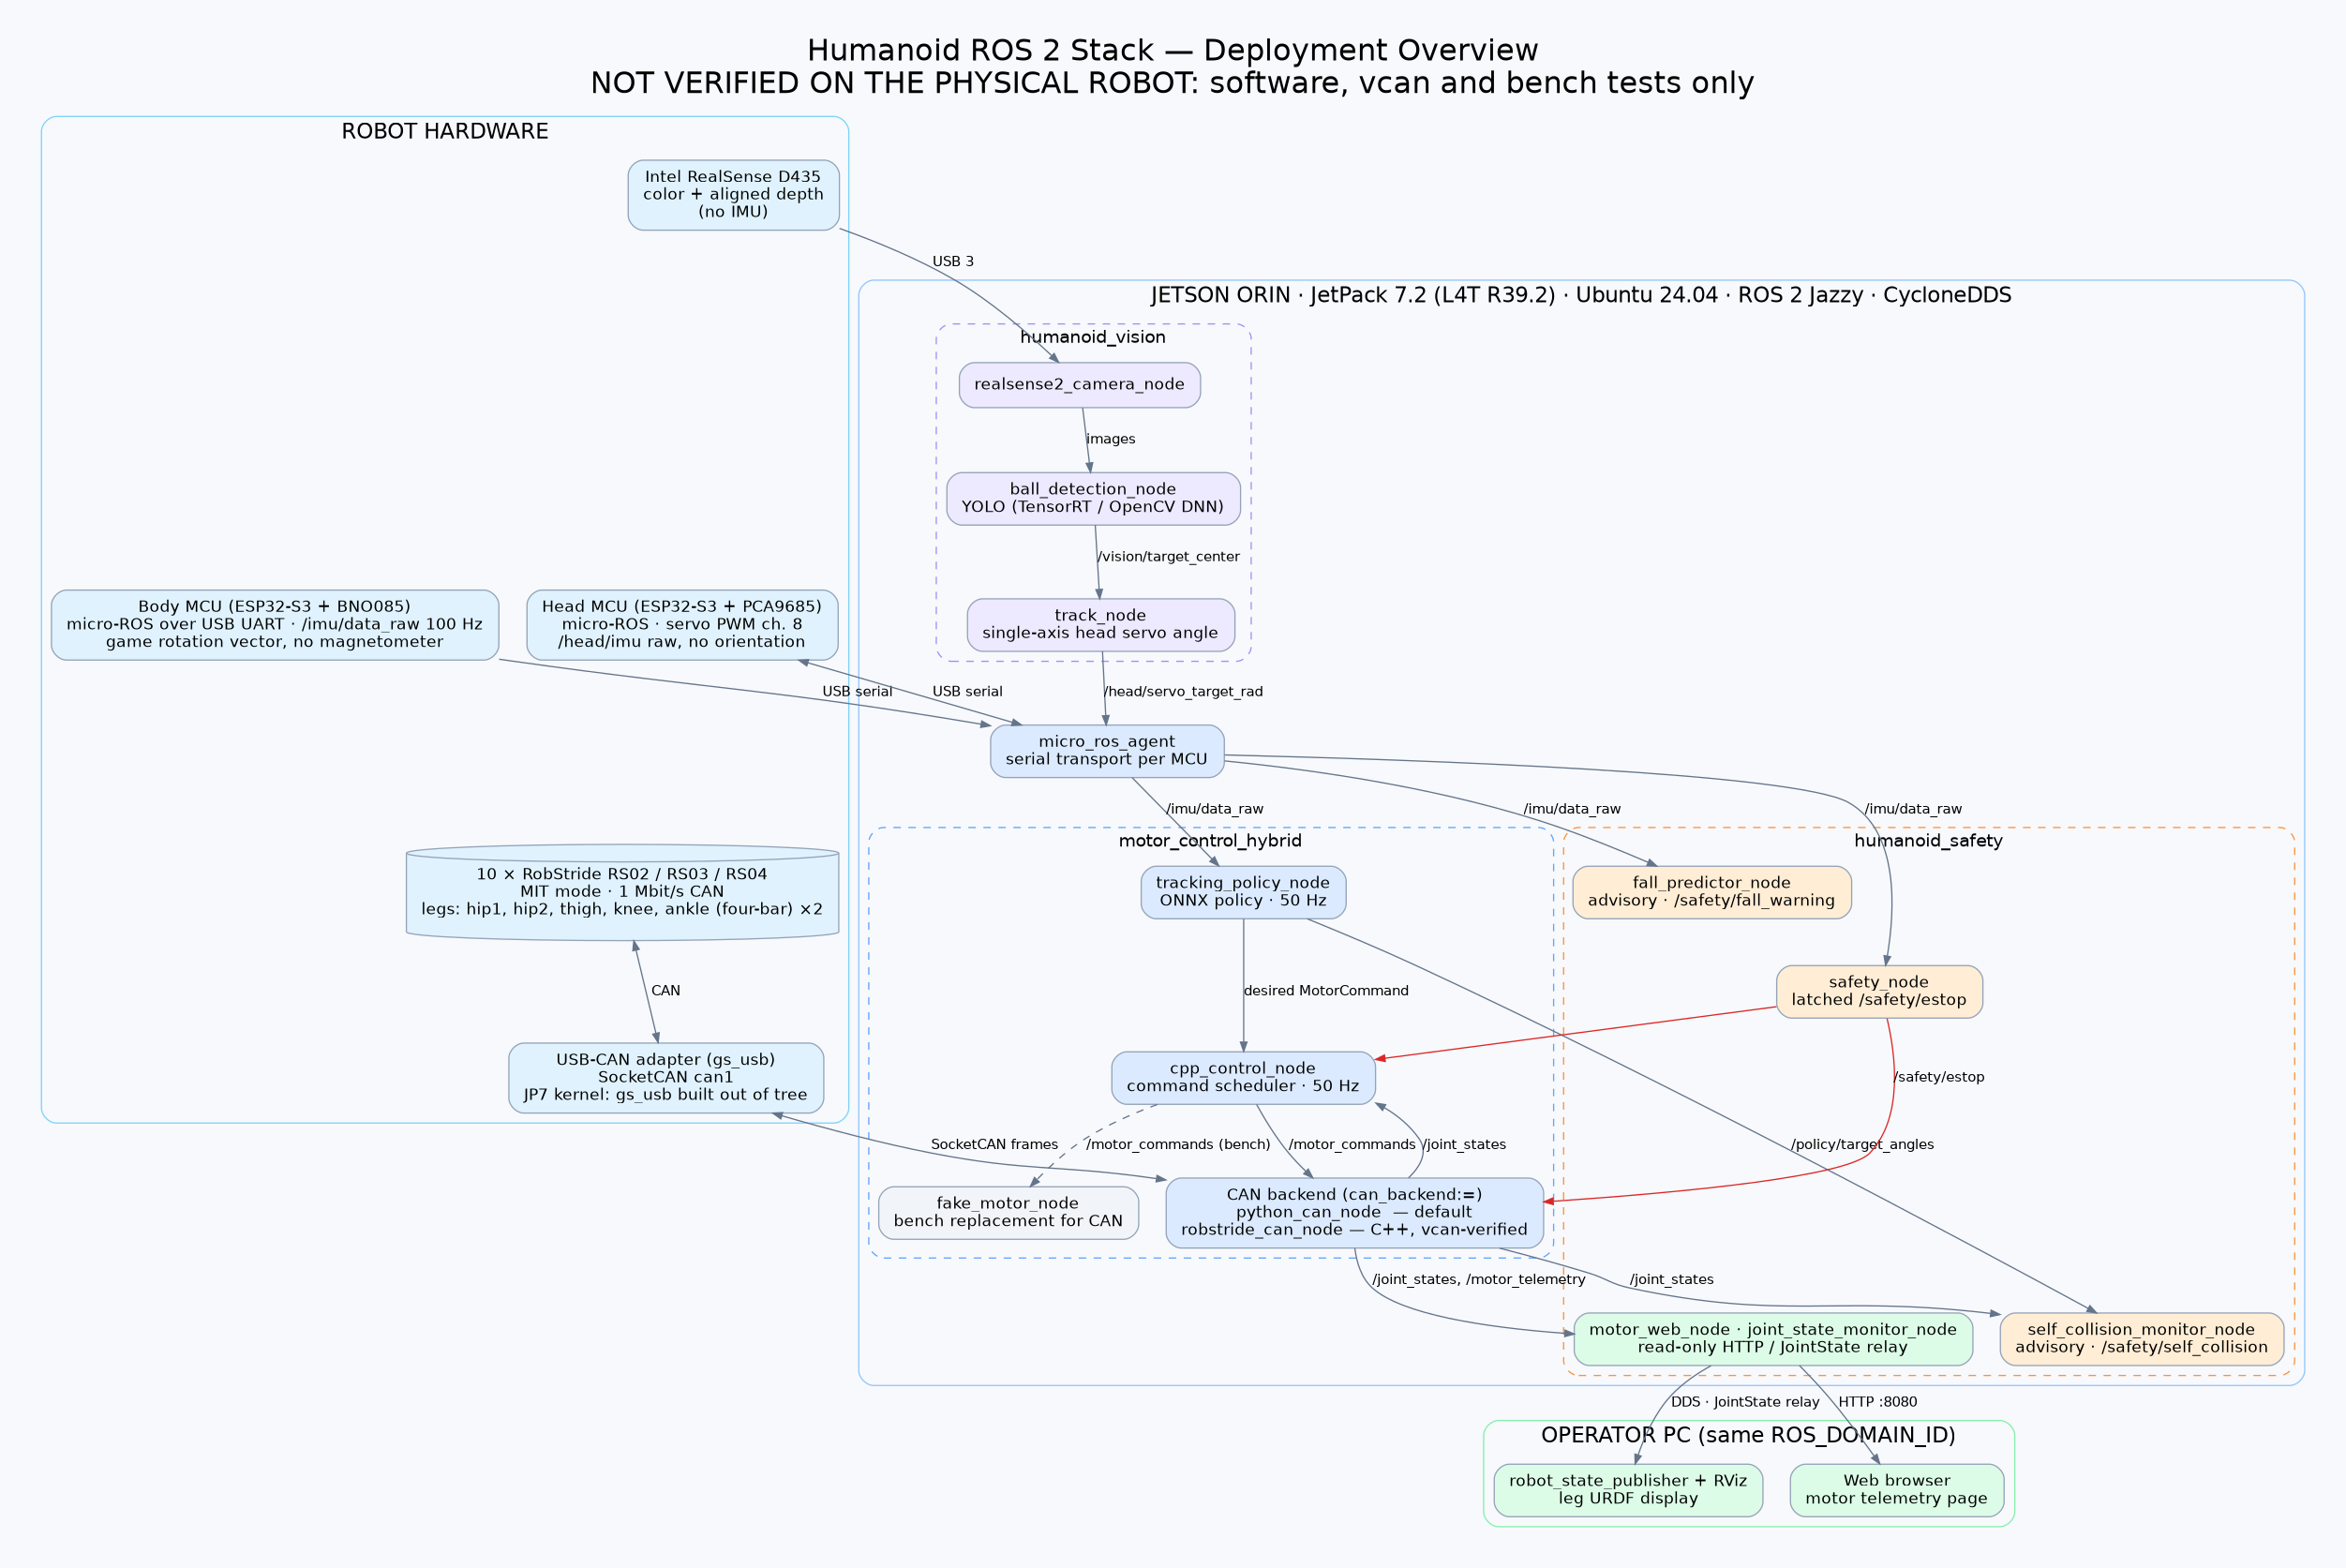 Humanoid ROS 2 Stack — Deployment Overview
NOT VERIFIED ON THE PHYSICAL ROBOT: software, vcan and bench tests only
ROBOT HARDWARE
Intel RealSense D435
color + aligned depth
(no IMU)
USB 3
JETSON ORIN · JetPack 7.2 (L4T R39.2) · Ubuntu 24.04 · ROS 2 Jazzy · CycloneDDS
humanoid_vision
realsense2_camera_node
images
ball_detection_node
YOLO (TensorRT / OpenCV DNN)
/vision/target_center
track_node
single-axis head servo angle
Body MCU (ESP32-S3 + BNO085)
micro-ROS over USB UART · /imu/data_raw 100 Hz
game rotation vector, no magnetometer
Head MCU (ESP32-S3 + PCA9685)
micro-ROS · servo PWM ch. 8
/head/imu raw, no orientation
USB serial
USB serial
/head/servo_target_rad
micro_ros_agent
serial transport per MCU
/imu/data_raw
/imu/data_raw
/imu/data_raw
motor_control_hybrid
humanoid_safety
10 × RobStride RS02 / RS03 / RS04
MIT mode · 1 Mbit/s CAN
legs: hip1, hip2, thigh, knee, ankle (four-bar) ×2
tracking_policy_node
ONNX policy · 50 Hz
fall_predictor_node
advisory · /safety/fall_warning
CAN
desired MotorCommand
safety_node
latched /safety/estop
USB-CAN adapter (gs_usb)
SocketCAN can1
JP7 kernel: gs_usb built out of tree
cpp_control_node
command scheduler · 50 Hz
/safety/estop
SocketCAN frames
/motor_commands (bench)
/motor_commands
/joint_states
/policy/target_angles
fake_motor_node
bench replacement for CAN
CAN backend (can_backend:=)
python_can_node — default
robstride_can_node — C++, vcan-verified
/joint_states, /motor_telemetry
/joint_states
motor_web_node · joint_state_monitor_node
read-only HTTP / JointState relay
self_collision_monitor_node
advisory · /safety/self_collision
DDS · JointState relay
HTTP :8080
OPERATOR PC (same ROS_DOMAIN_ID)
robot_state_publisher + RViz
leg URDF display
Web browser
motor telemetry page